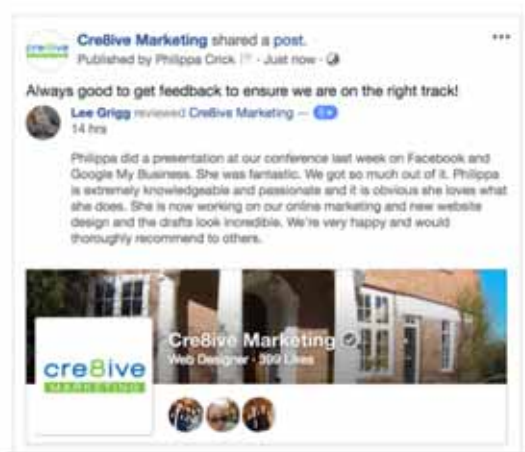 Cre8ive Marketing shared a post.
Published by Philippa Crick · Just now ·
Always good to get feedback to ensure we are on the right track!
Lee Grigg reviewed Cre8ive Marketing —
14 hrs
Philippa did a presentation at our conference last week on Facebook and
Google My Business. She was fantastic. We got so much out of it. Philippa
is extremely knowledgeable and passionate and it is obvious she loves what
she does. She is now working on our online marketing and new website
design and the drafts look incredible. We're very happy and would
thoroughly recommend to others.
Cre8ive Marketing
Web Designer · 399 Likes
cre8ive
MARKETING